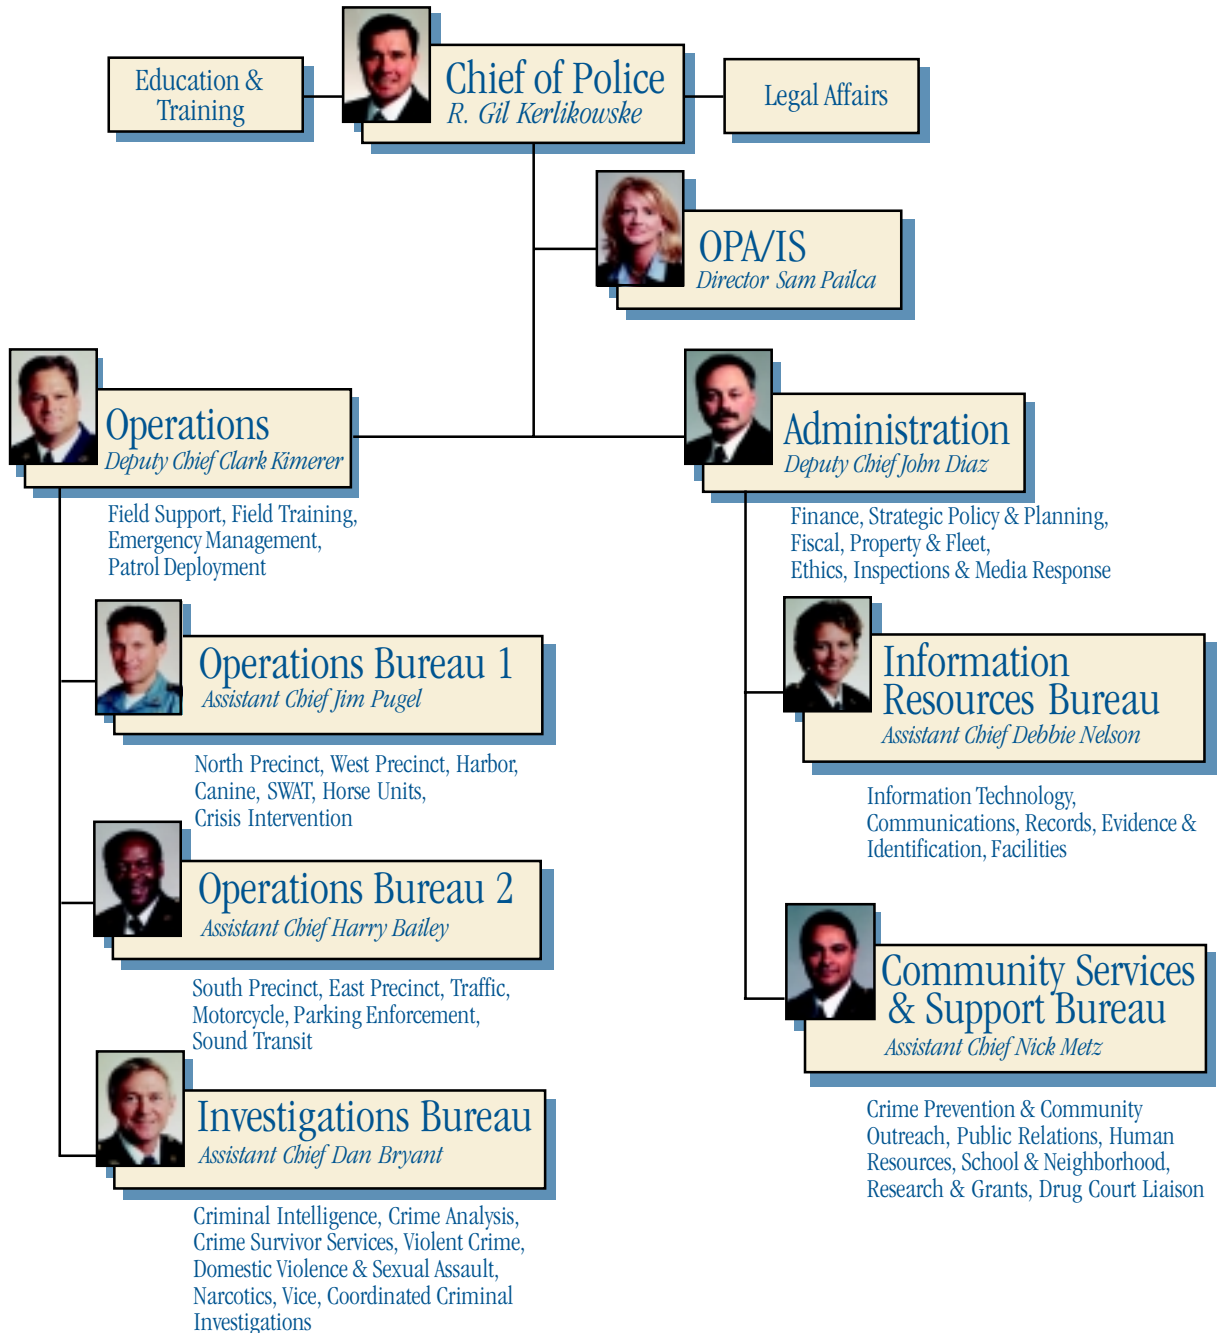 Education &
Training
Chief of Police
R. Gil Kerlikowske
Legal Affairs
OPA/IS
Director Sam Pailca
Operations
Deputy Chief Clark Kimerer
Field Support, Field Training,
Emergency Management,
Patrol Deployment
Operations Bureau 1
Assistant Chief Jim Pugel
North Precinct, West Precinct, Harbor,
Canine, SWAT, Horse Units,
Crisis Intervention
Operations Bureau 2
Assistant Chief Harry Bailey
South Precinct, East Precinct, Traffic,
Motorcycle, Parking Enforcement,
Sound Transit
Investigations Bureau
Assistant Chief Dan Bryant
Criminal Intelligence, Crime Analysis,
Crime Survivor Services, Violent Crime,
Domestic Violence & Sexual Assault,
Narcotics, Vice, Coordinated Criminal
Investigations
Administration
Deputy Chief John Diaz
Finance, Strategic Policy & Planning,
Fiscal, Property & Fleet,
Ethics, Inspections & Media Response
Information
Resources Bureau
Assistant Chief Debbie Nelson
Information Technology,
Communications, Records, Evidence &
Identification, Facilities
Community Services
& Support Bureau
Assistant Chief Nick Metz
Crime Prevention & Community
Outreach, Public Relations, Human
Resources, School & Neighborhood,
Research & Grants, Drug Court Liaison